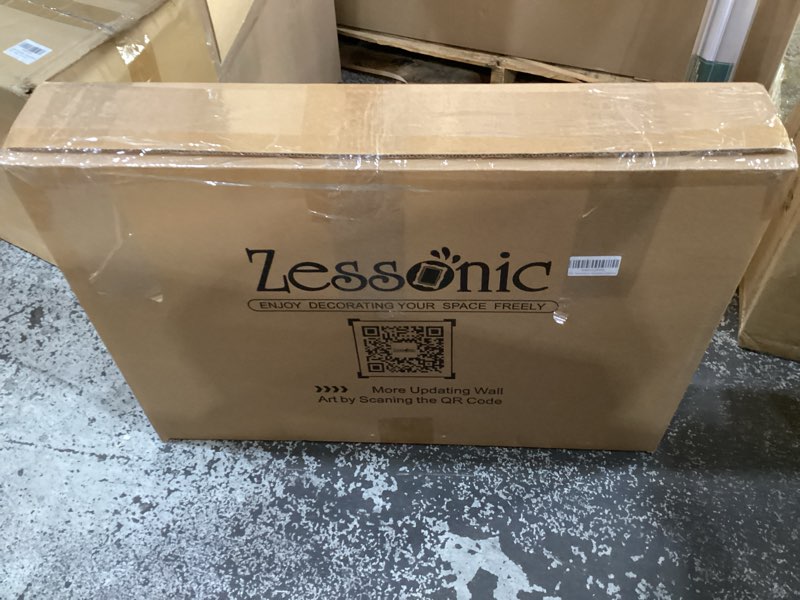 Zessonic
ENJOY DECORATING YOUR SPACE FREELY
More Updating Wall
Art by Scaning the QR Code